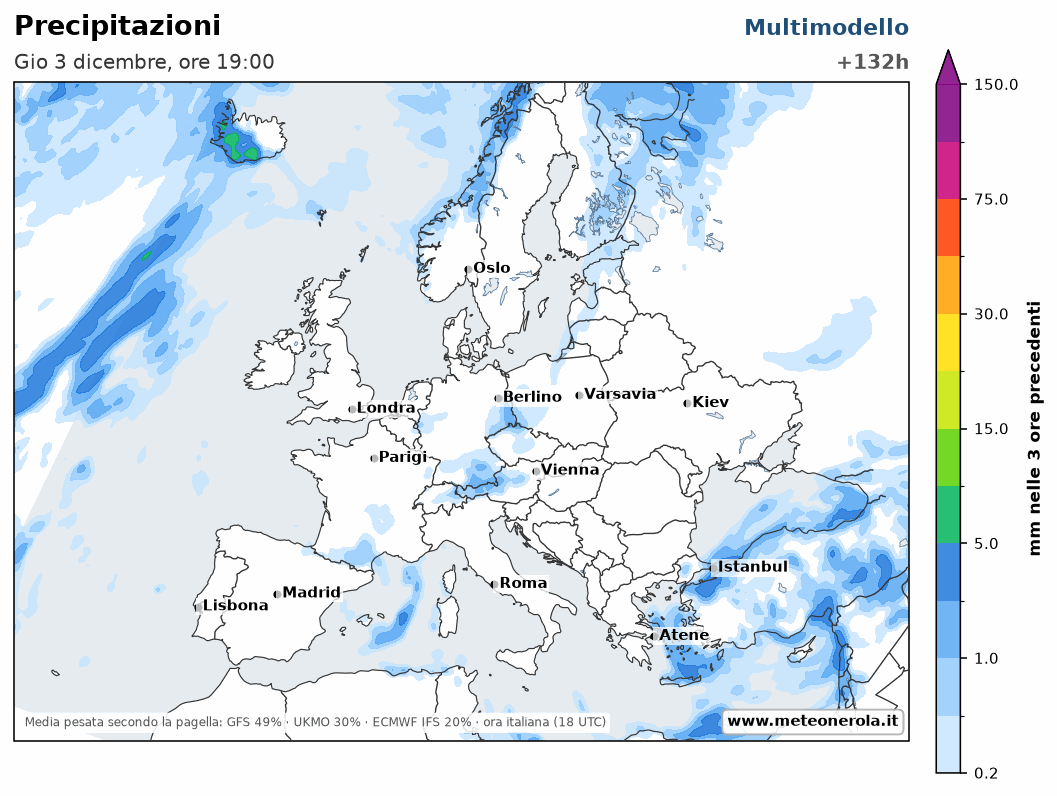 Precipitazioni
Multimodello
Gio 3 dicembre, ore 19:00
+132h
150.0
75.0
30.0
15.0
5.0
1.0
0.2
mm nelle 3 ore precedenti
Oslo
Berlino
Varsavia
Kiev
Londra
Parigi
Vienna
Istanbul
Roma
Madrid
Lisbona
Atene
Media pesata secondo la pagella: GFS 49% · UKMO 30% · ECMWF IFS 20% · ora italiana (18 UTC)
www.meteonerola.it